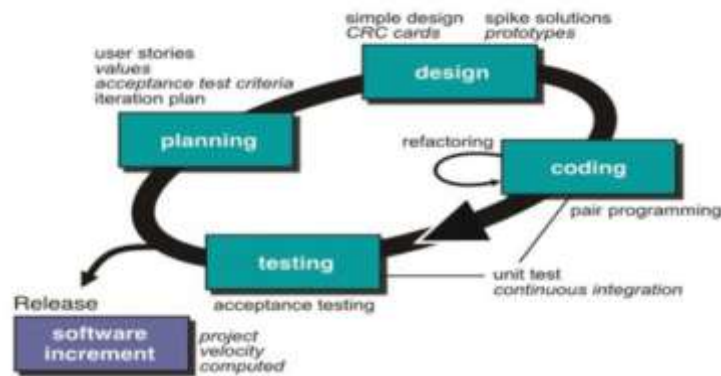 simple design
CRC cards
spike solutions
prototypes
user stories
values
acceptance test criteria
iteration plan
design
planning
refactoring
coding
pair programming
testing
unit test
continuous integration
acceptance testing
Release
software
increment
project
velocity
computed